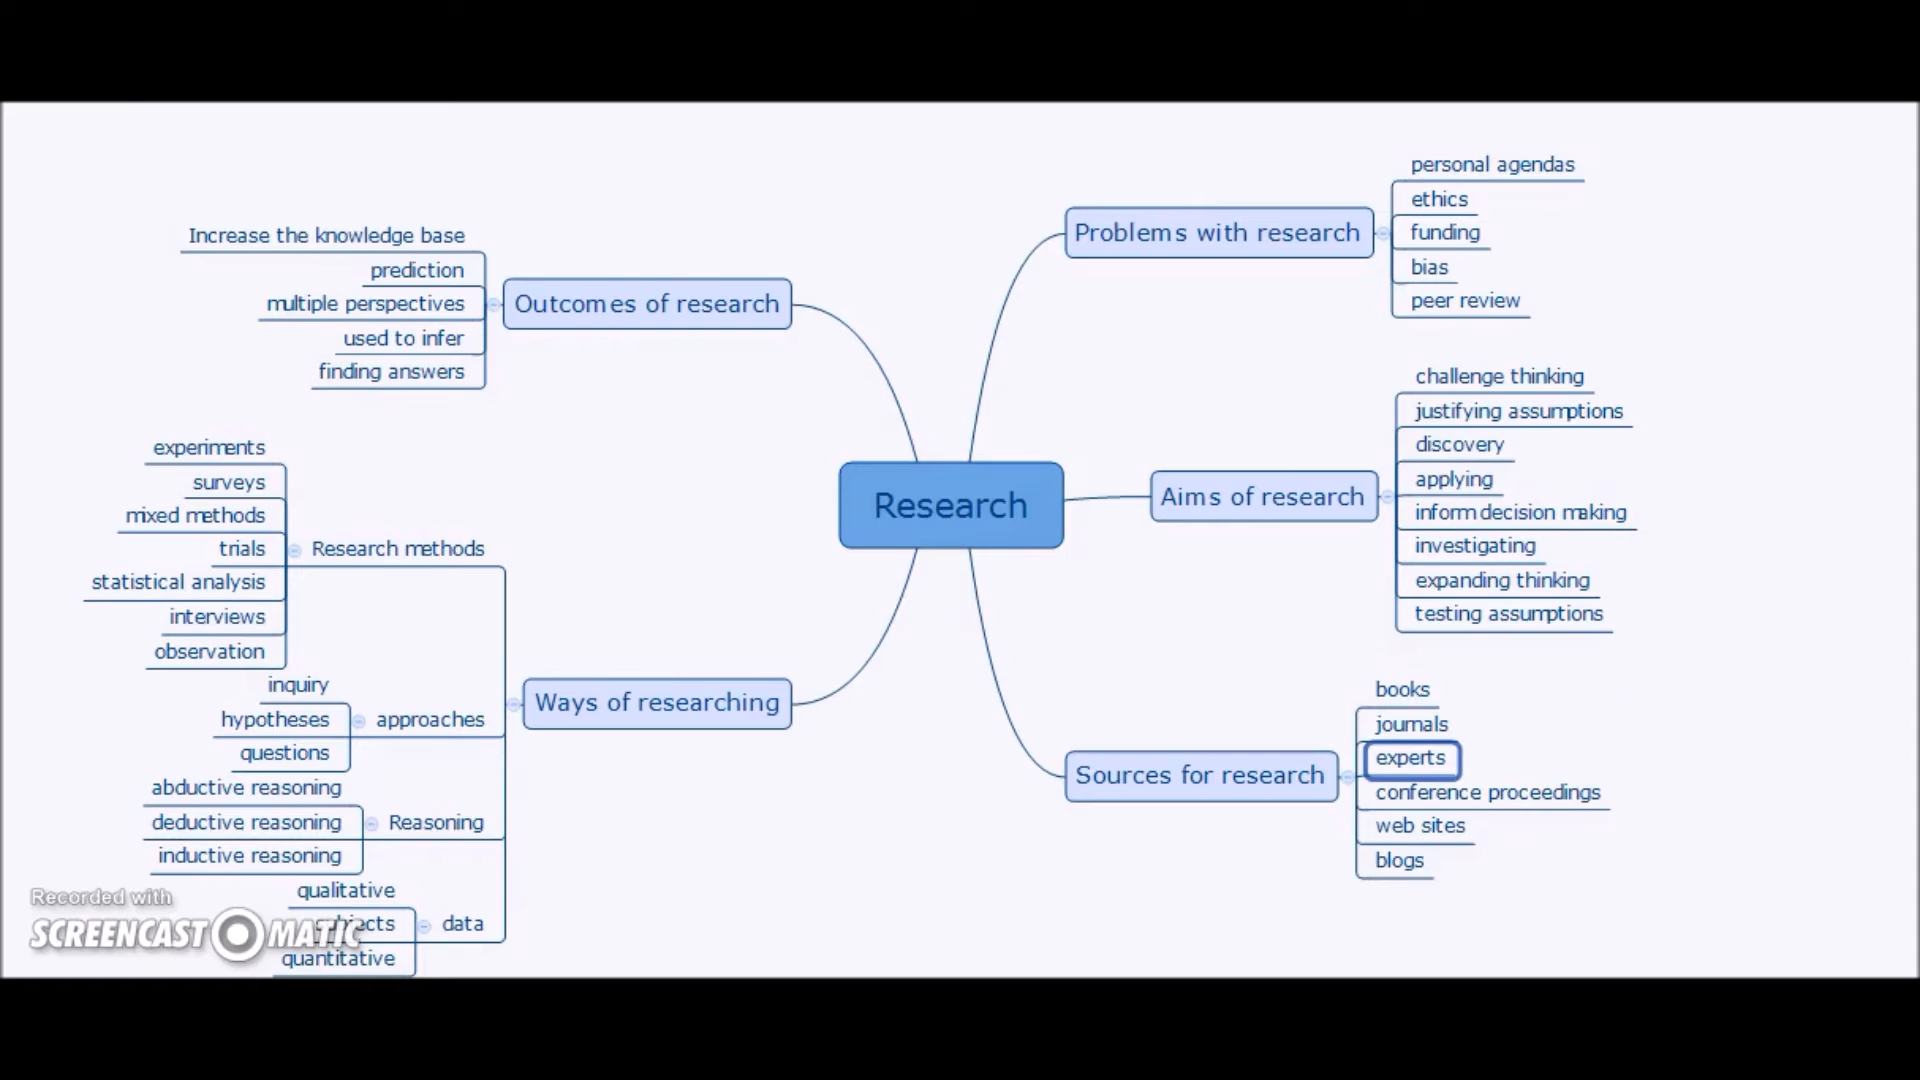 Research
Problems with research
personal agendas
ethics
funding
bias
peer review
Aims of research
challenge thinking
justifying assumptions
discovery
applying
inform decision making
investigating
expanding thinking
testing assumptions
Sources for research
books
journals
experts
conference proceedings
web sites
blogs
Outcomes of research
Increase the knowledge base
prediction
multiple perspectives
used to infer
finding answers
Ways of researching
Research methods
experiments
surveys
mixed methods
trials
statistical analysis
interviews
observation
approaches
inquiry
hypotheses
questions
Reasoning
abductive reasoning
deductive reasoning
inductive reasoning
data
qualitative
quantitative
Recorded with
SCREENCAST MATIC